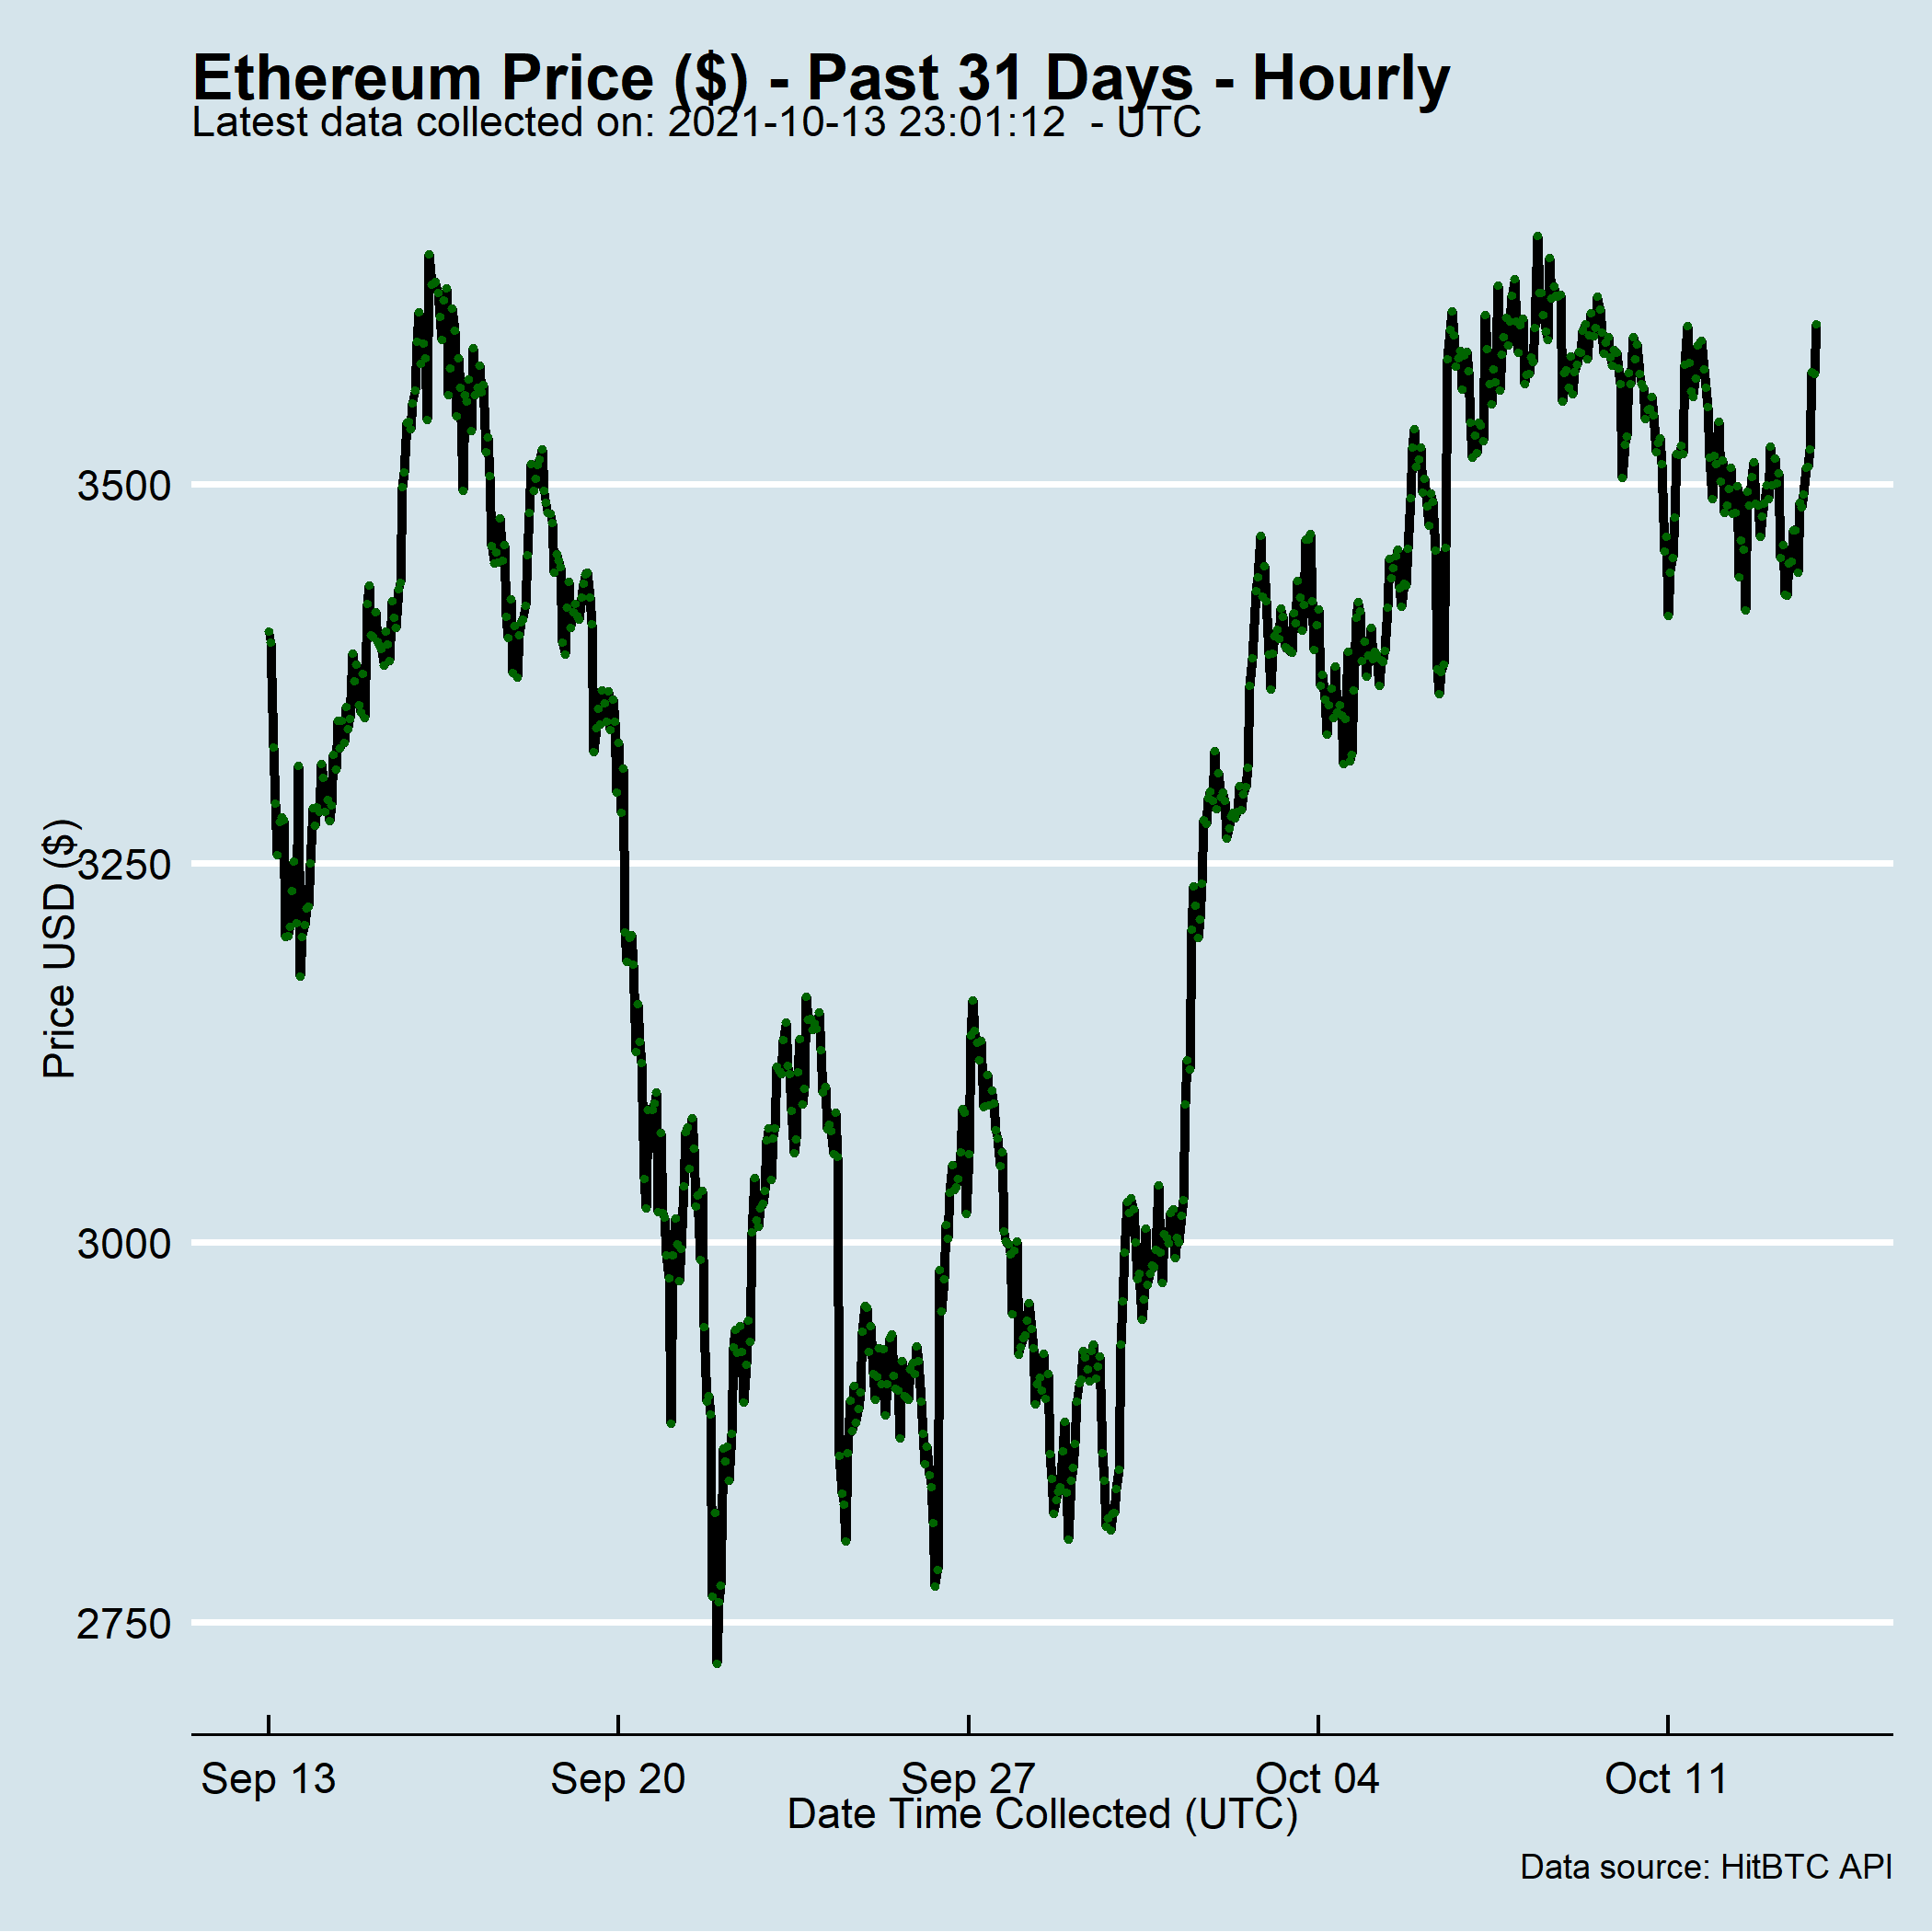 Ethereum Price ($) - Past 31 Days - Hourly
Latest data collected on: 2021-10-13 23:01:12  - UTC
Price USD ($)
3500
3250
3000
2750
Sep 13
Sep 20
Sep 27
Oct 04
Oct 11
Date Time Collected (UTC)
Data source: HitBTC API